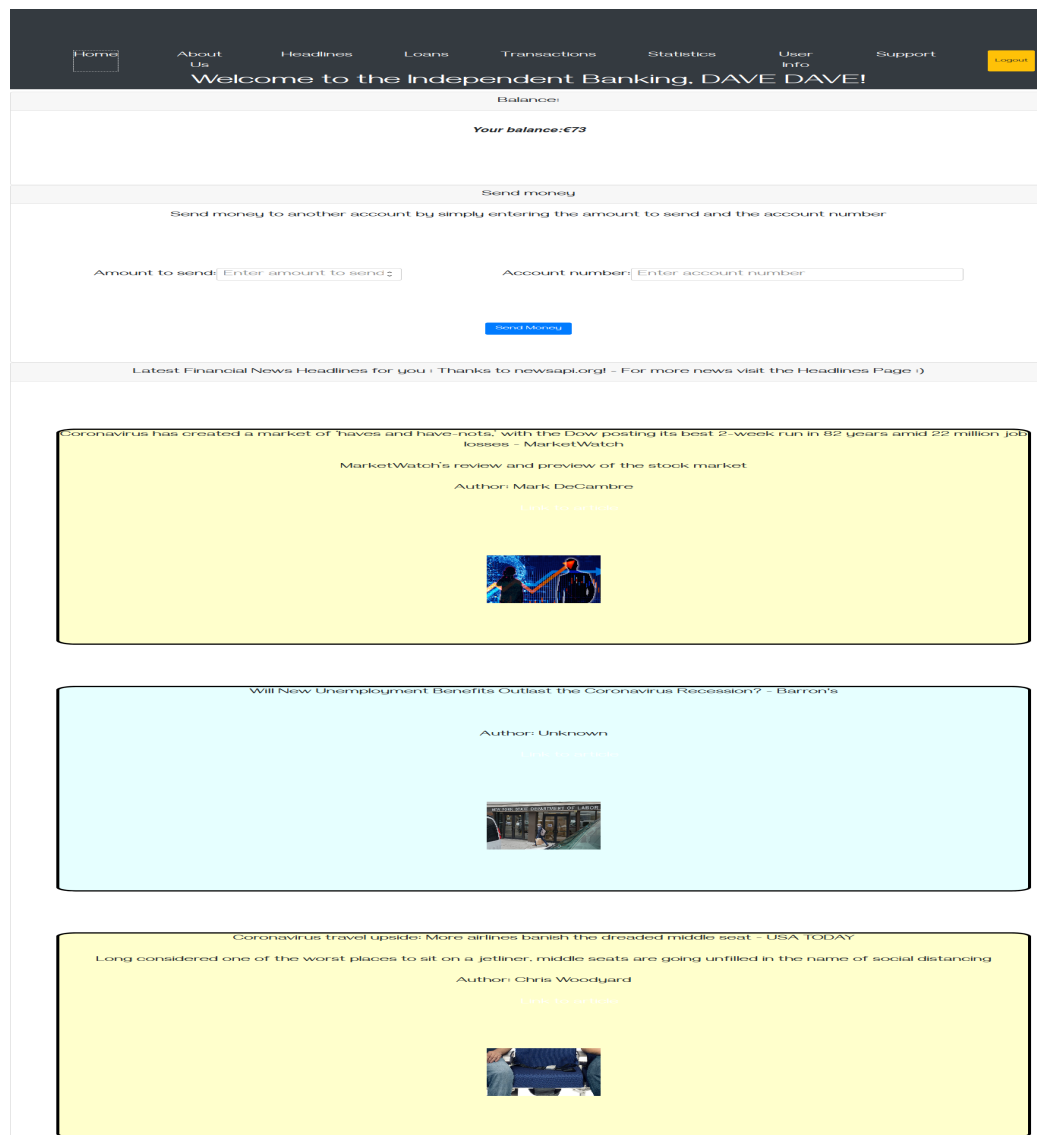 Home About Us Headlines Loans Transactions Statistics User Info Support Logout
Welcome to the Independent Banking, DAVE DAVE!
Balance:
Your balance:€73
Send money
Send money to another account by simply entering the amount to send and the account number
Amount to send: Enter amount to send Account number: Enter account number
Send Money
Latest Financial News Headlines for you : Thanks to newsapi.org! - For more news visit the Headlines Page :)
Coronavirus has created a market of 'haves and have-nots,' with the Dow posting its best 2-week run in 82 years amid 22 million job
losses - MarketWatch
MarketWatch's review and preview of the stock market
Author: Mark DeCambre
Will New Unemployment Benefits Outlast the Coronavirus Recession? - Barron's
Author: Unknown
NEW YORK STATE DEPARTMENT OF LABOR
Coronavirus travel upside: More airlines banish the dreaded middle seat - USA TODAY
Long considered one of the worst places to sit on a jetliner, middle seats are going unfilled in the name of social distancing
Author: Chris Woodyard